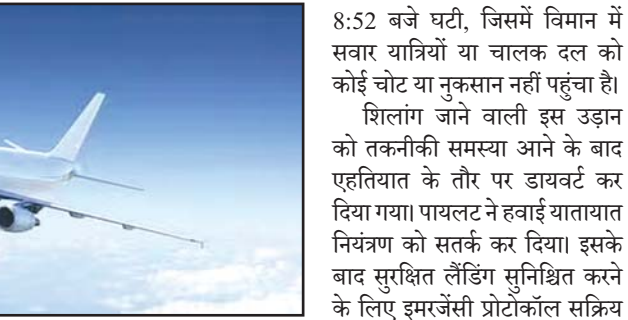 8:52 बजे घटी, जिसमें विमान में
सवार यात्रियों या चालक दल को
कोई चोट या नुकसान नहीं पहुंचा है।
शिलांग जाने वाली इस उड़ान
को तकनीकी समस्या आने के बाद
एहतियात के तौर पर डायवर्ट कर
दिया गया। पायलट ने हवाई यातायात
नियंत्रण को सतर्क कर दिया। इसके
बाद सुरक्षित लैंडिंग सुनिश्चित करने
के लिए इमरजेंसी प्रोटोकॉल सक्रिय